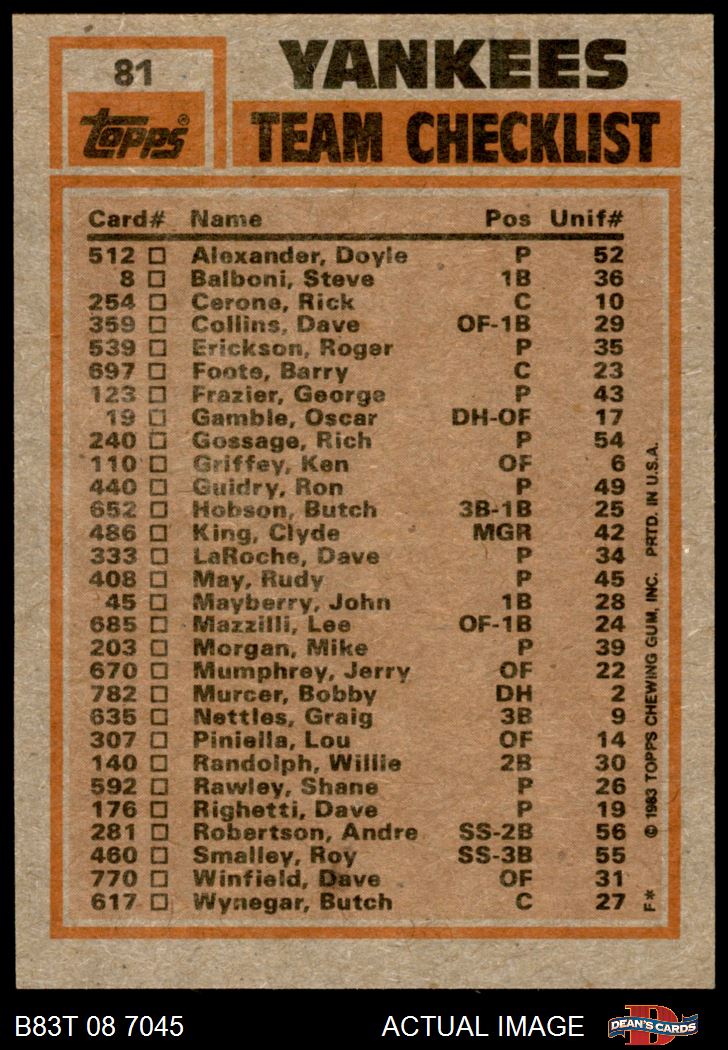 81
YANKEES
Topps®
TEAM CHECKLIST
Card# Name Pos Unif#
512 Alexander, Doyle P 52
8 Balboni, Steve 1B 36
254 Cerone, Rick C 10
359 Collins, Dave OF-1B 29
539 Erickson, Roger P 35
697 Foote, Barry C 23
123 Frazier, George P 43
19 Gamble, Oscar DH-OF 17
240 Gossage, Rich P 54
110 Griffey, Ken OF 6
440 Guidry, Ron P 49
652 Hobson, Butch 3B-1B 25
486 King, Clyde MGR 42
333 LaRoche, Dave P 34
408 May, Rudy P 45
45 Mayberry, John 1B 28
685 Mazzilli, Lee OF-1B 24
203 Morgan, Mike P 39
670 Mumphrey, Jerry OF 22
782 Murcer, Bobby DH 2
635 Nettles, Graig 3B 9
307 Piniella, Lou OF 14
140 Randolph, Willie 2B 30
592 Rawley, Shane P 26
176 Righetti, Dave P 19
281 Robertson, Andre SS-2B 56
460 Smalley, Roy SS-3B 55
770 Winfield, Dave OF 31
617 Wynegar, Butch C 27
F* © 1983 TOPPS CHEWING GUM, INC. PRTD. IN U.S.A.
B83T 08 7045 ACTUAL IMAGE DEAN'S CARDS